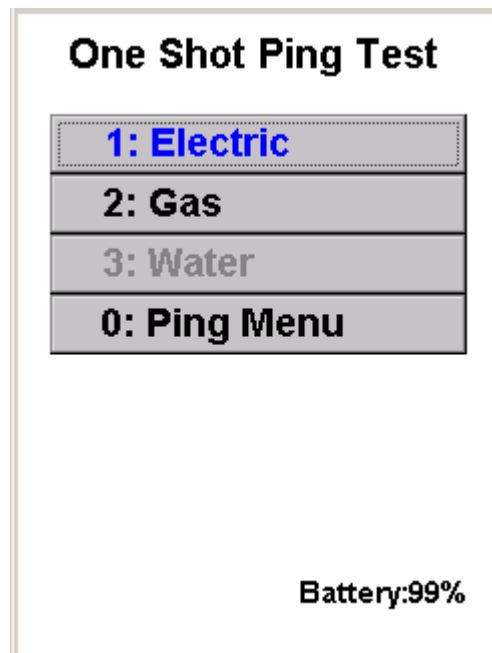 One Shot Ping Test
1: Electric
2: Gas
3: Water
0: Ping Menu
Battery:99%